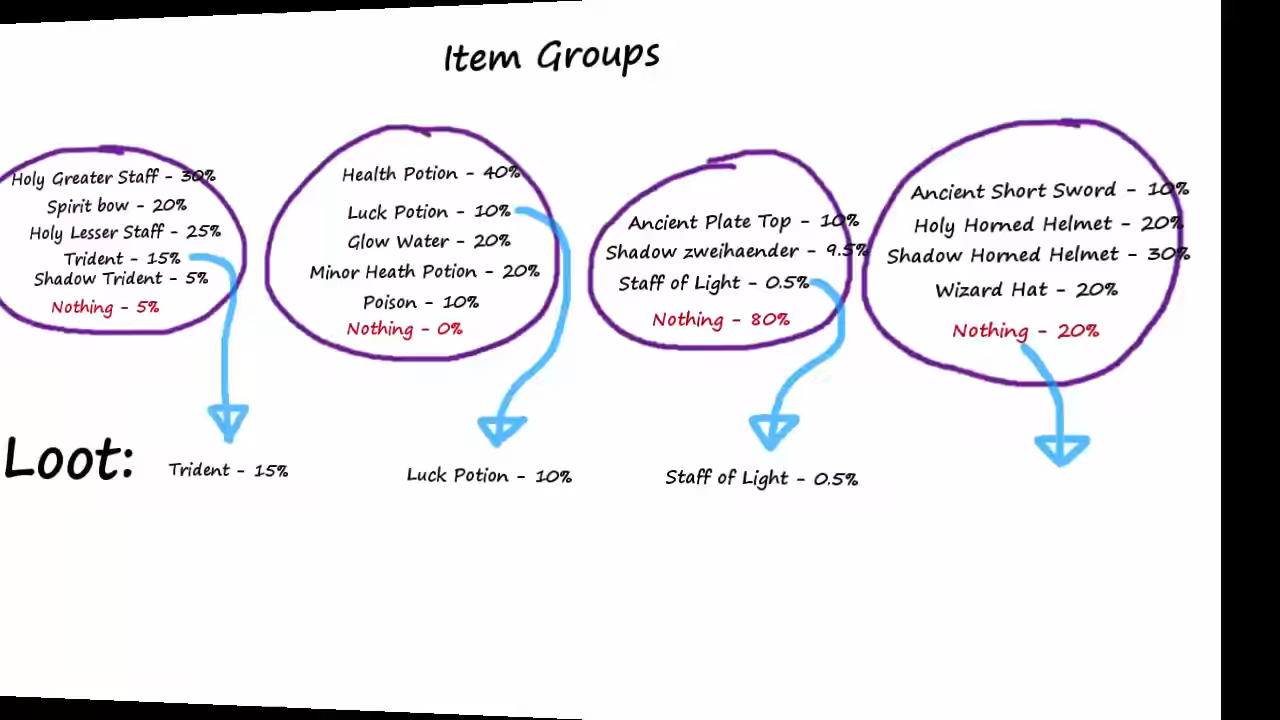 Item Groups
Holy Greater Staff - 30%
Spirit bow - 20%
Holy Lesser Staff - 25%
Trident - 15%
Shadow Trident - 5%
Nothing - 5%
Health Potion - 40%
Luck Potion - 10%
Glow Water - 20%
Minor Heath Potion - 20%
Poison - 10%
Nothing - 0%
Ancient Plate Top - 10%
Shadow zweihaender - 9.5%
Staff of Light - 0.5%
Nothing - 80%
Ancient Short Sword - 10%
Holy Horned Helmet - 20%
Shadow Horned Helmet - 30%
Wizard Hat - 20%
Nothing - 20%
Loot:
Trident - 15%
Luck Potion - 10%
Staff of Light - 0.5%